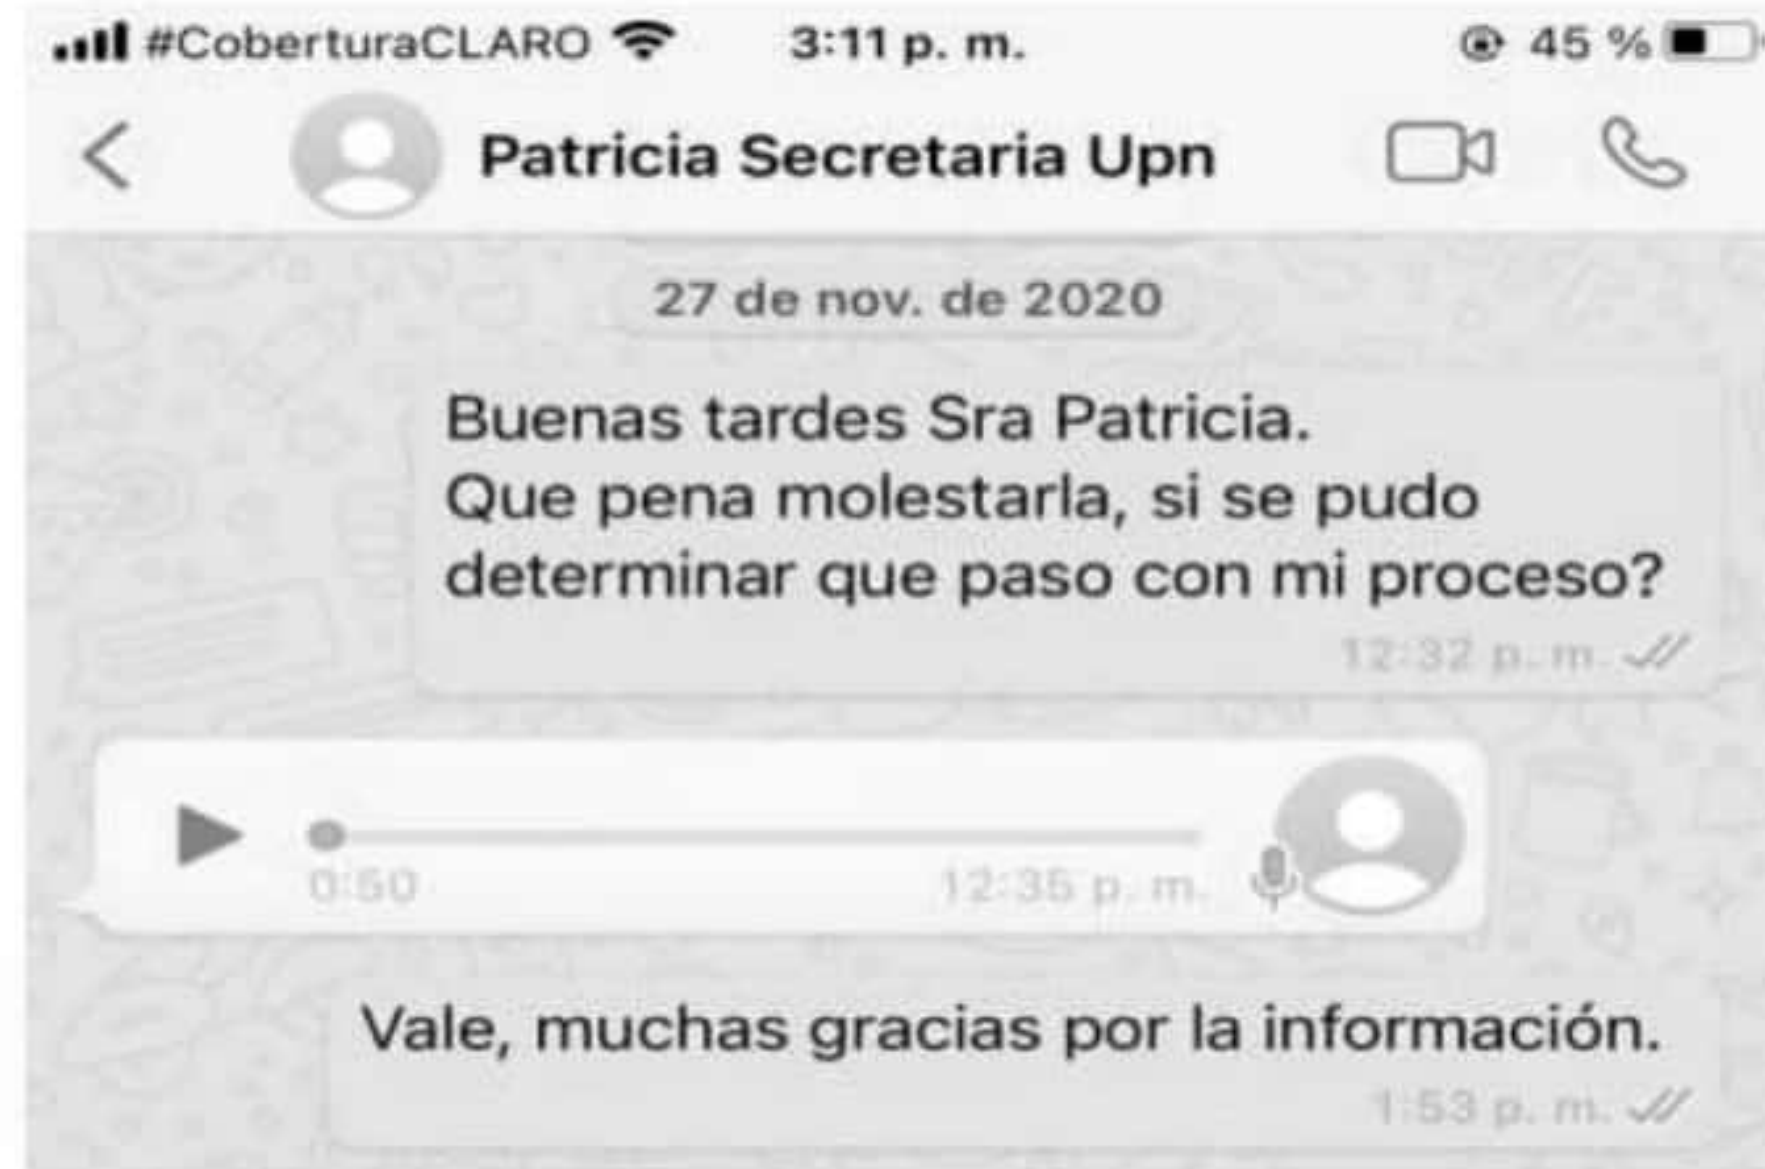 #CoberturaCLARO 3:11 p. m. 45 %
Patricia Secretaria Upn
27 de nov. de 2020
Buenas tardes Sra Patricia.
Que pena molestarla, si se pudo
determinar que paso con mi proceso?
12:32 p. m.
0:50 12:35 p. m.
Vale, muchas gracias por la información.
1:53 p. m.